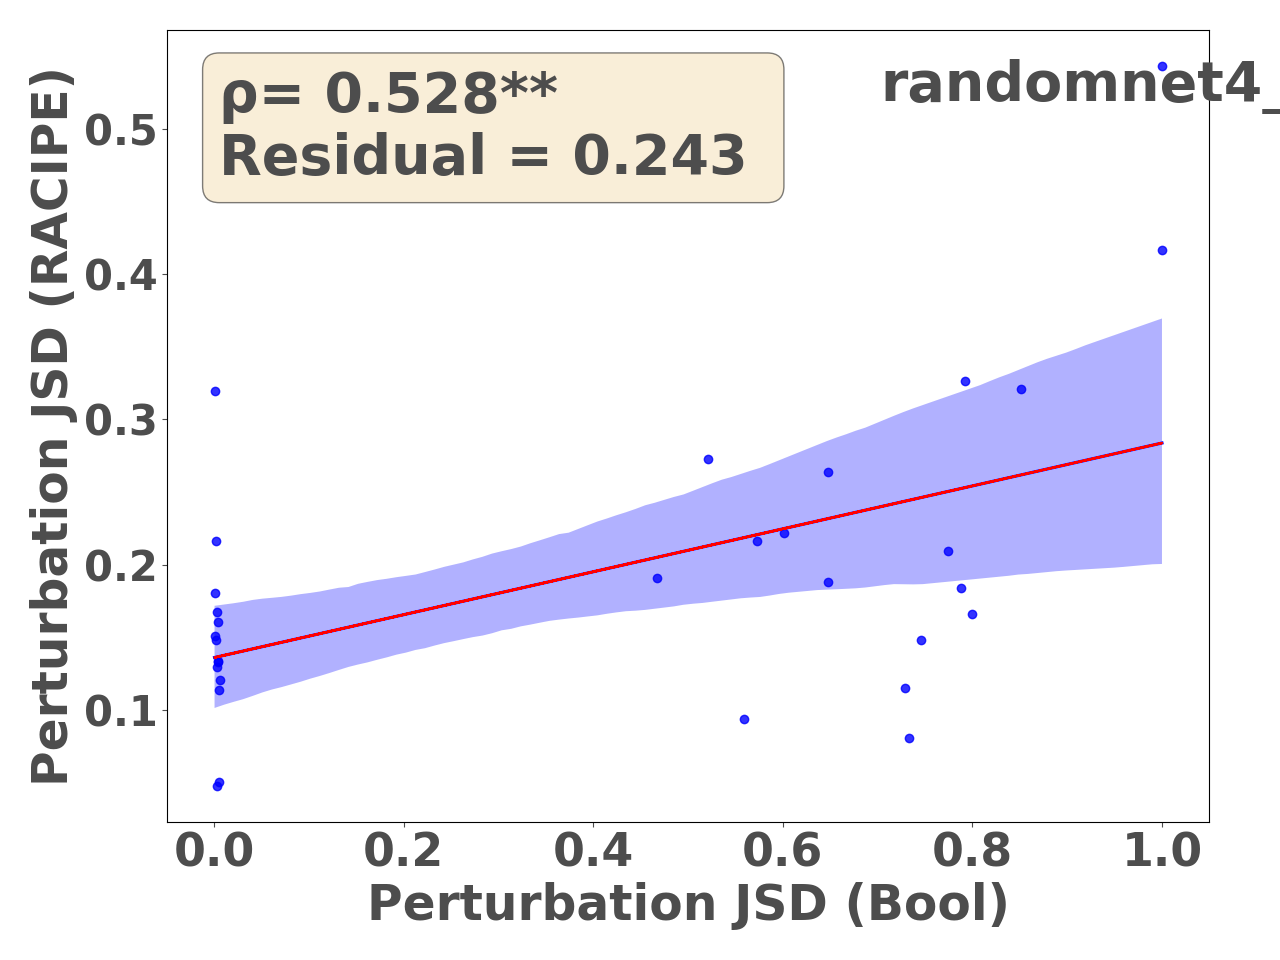 ρ= 0.528**
Residual = 0.243
randomnet4_
Perturbation JSD (RACIPE)
0.5
0.4
0.3
0.2
0.1
0.0 0.2 0.4 0.6 0.8 1.0
Perturbation JSD (Bool)